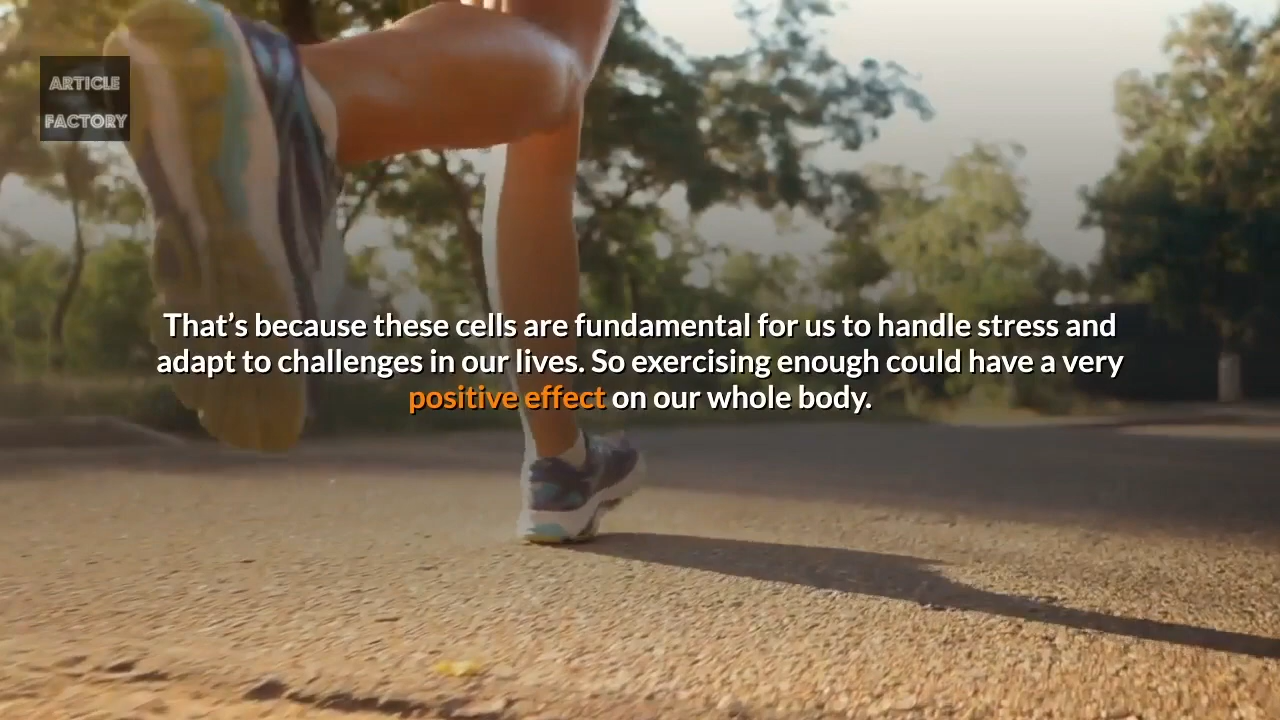 ARTICLE
FACTORY
That’s because these cells are fundamental for us to handle stress and
adapt to challenges in our lives. So exercising enough could have a very
positive effect on our whole body.